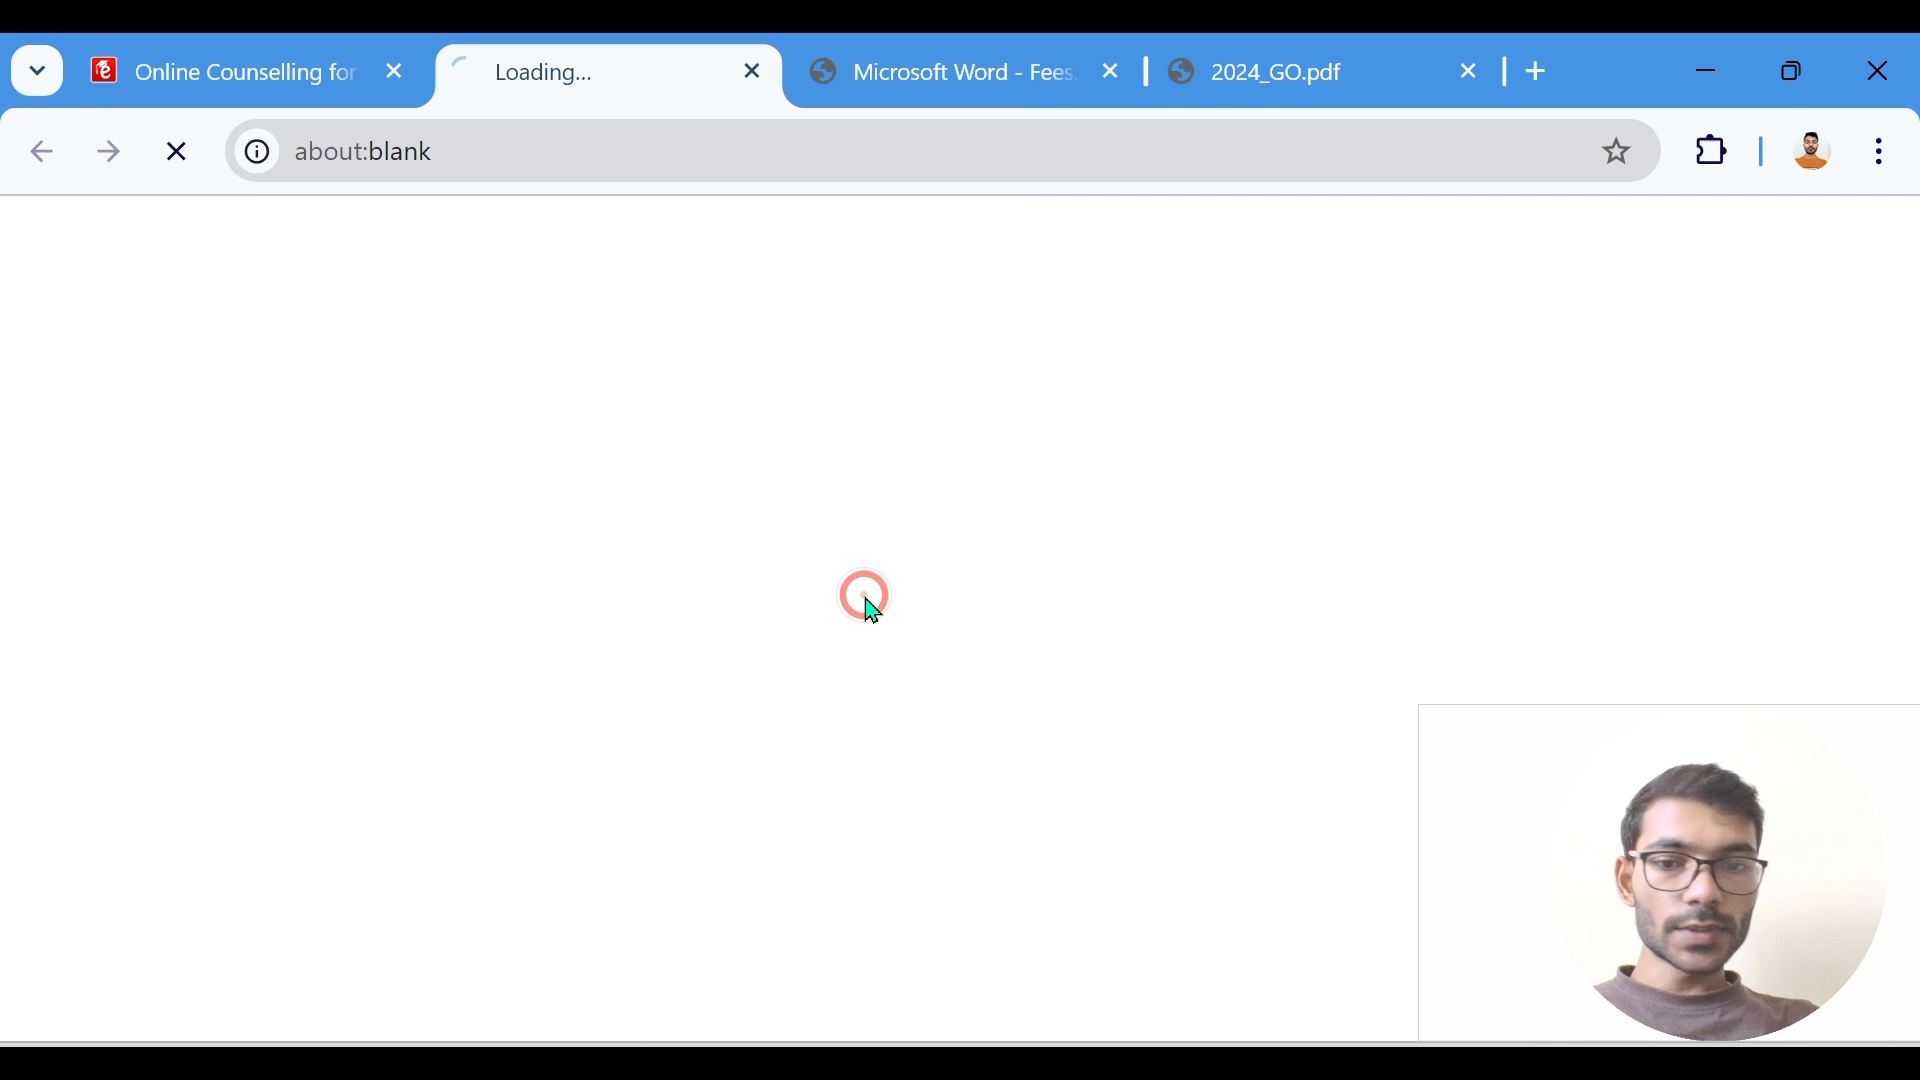 Online Counselling for
Loading...
Microsoft Word - Fees
2024_GO.pdf
about:blank